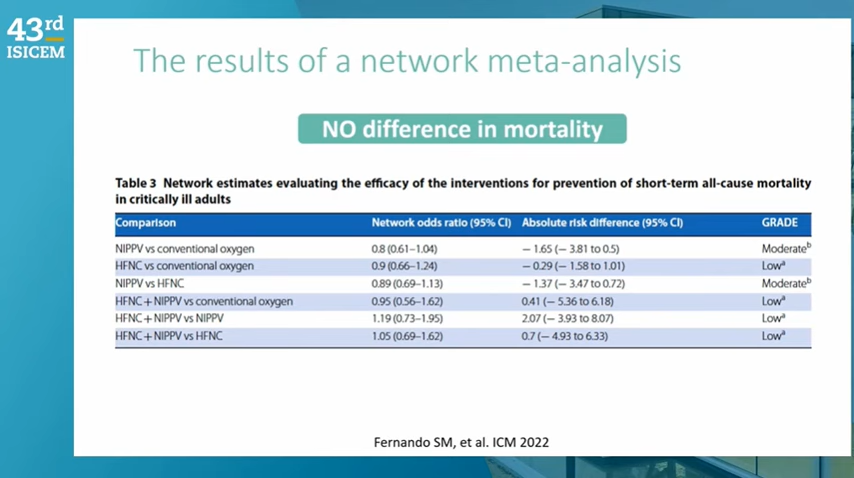 43rd
ISICEM
The results of a network meta-analysis
NO difference in mortality
Table 3 Network estimates evaluating the efficacy of the interventions for prevention of short-term all-cause mortality
in critically ill adults
Comparison Network odds ratio (95% CI) Absolute risk difference (95% CI) GRADE
NIPPV vs conventional oxygen 0.8 (0.61–1.04) − 1.65 (− 3.81 to 0.5) Moderateᵇ
HFNC vs conventional oxygen 0.9 (0.66–1.24) − 0.29 (− 1.58 to 1.01) Lowᵃ
NIPPV vs HFNC 0.89 (0.69–1.13) − 1.37 (− 3.47 to 0.72) Moderateᵇ
HFNC + NIPPV vs conventional oxygen 0.95 (0.56–1.62) 0.41 (− 5.36 to 6.18) Lowᵃ
HFNC + NIPPV vs NIPPV 1.19 (0.73–1.95) 2.07 (− 3.93 to 8.07) Lowᵃ
HFNC + NIPPV vs HFNC 1.05 (0.69–1.62) 0.7 (− 4.93 to 6.33) Lowᵃ
Fernando SM, et al. ICM 2022